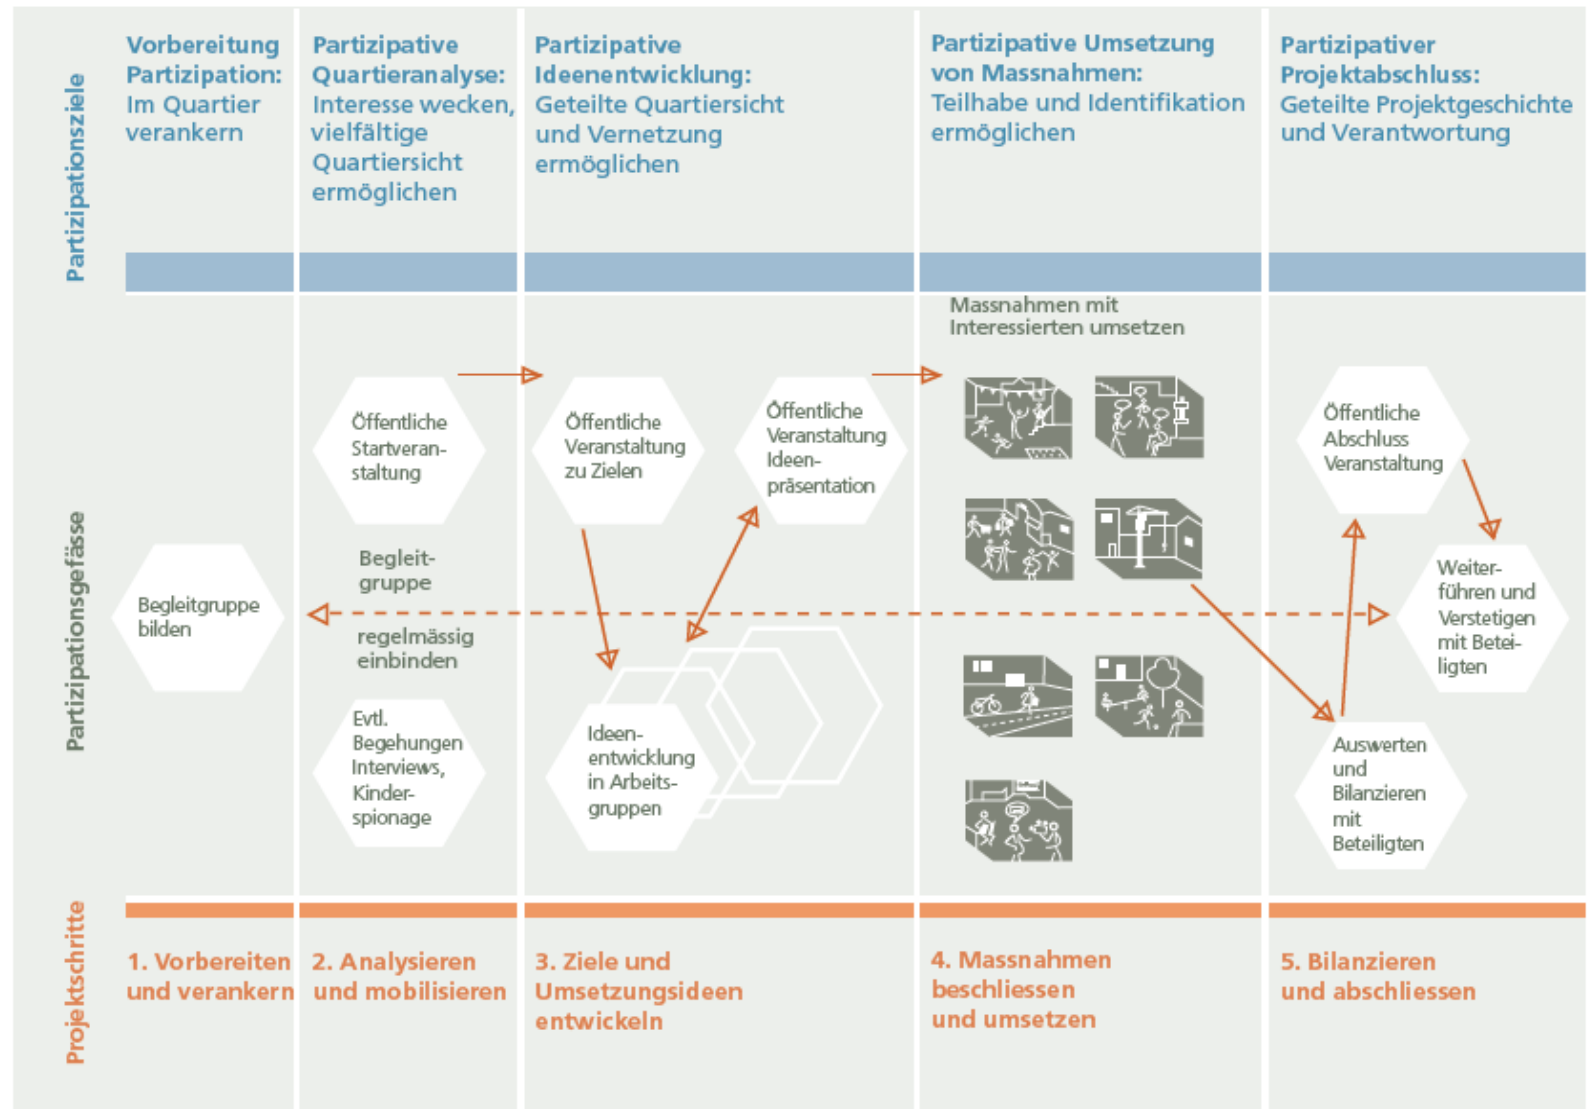 Partizipationsziele
Vorbereitung
Partizipation:
Im Quartier
verankern
Partizipative
Quartieranalyse:
Interesse wecken,
vielfältige
Quartiersicht
ermöglichen
Partizipative
Ideenentwicklung:
Geteilte Quartiersicht
und Vernetzung
ermöglichen
Partizipative Umsetzung
von Massnahmen:
Teilhabe und Identifikation
ermöglichen
Partizipativer
Projektabschluss:
Geteilte Projektgeschichte
und Verantwortung
Partizipationsgefässe
Begleitgruppe
bilden
Öffentliche
Startveran-
staltung
Begleit-
gruppe
regelmässig
einbinden
Evtl.
Begehungen
Interviews,
Kinder-
spionage
Öffentliche
Veranstaltung
zu Zielen
Öffentliche
Veranstaltung
Ideen-
präsentation
Ideen-
entwicklung
in Arbeits-
gruppen
Massnahmen mit
Interessierten umsetzen
Öffentliche
Abschluss
Veranstaltung
Weiter-
führen und
Verstetigen
mit Betei-
ligten
Auswerten
und
Bilanzieren
mit
Beteiligten
Projektschritte
1. Vorbereiten
und verankern
2. Analysieren
und mobilisieren
3. Ziele und
Umsetzungsideen
entwickeln
4. Massnahmen
beschliessen
und umsetzen
5. Bilanzieren
und abschliessen